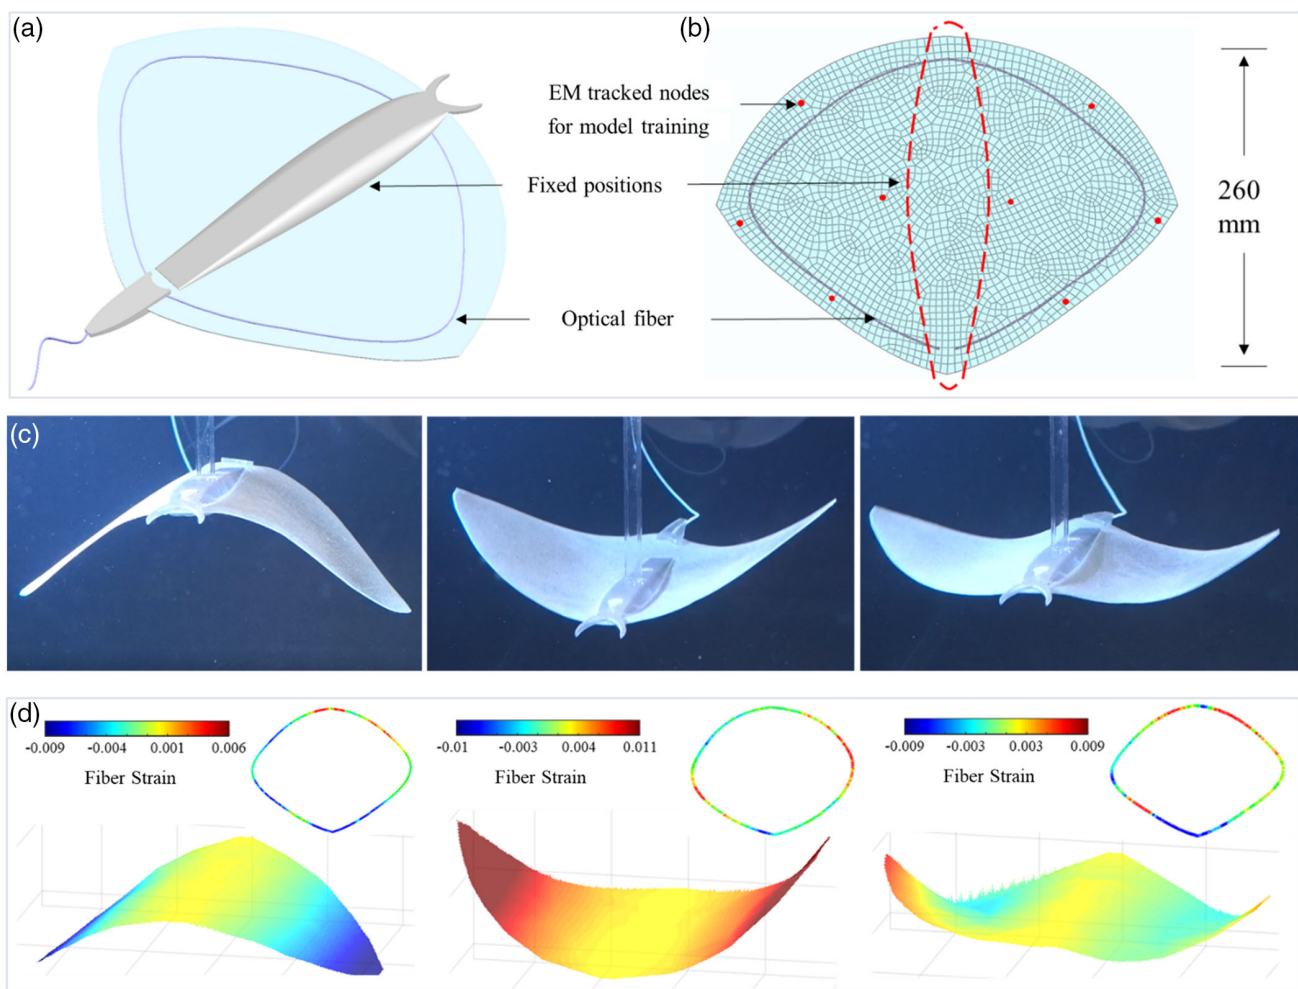 (a)
(b)
EM tracked nodes
for model training
Fixed positions
Optical fiber
260
mm
(c)
(d)
-0.009 -0.004 0.001 0.006
Fiber Strain
-0.01 -0.003 0.004 0.011
Fiber Strain
-0.009 -0.003 0.003 0.009
Fiber Strain